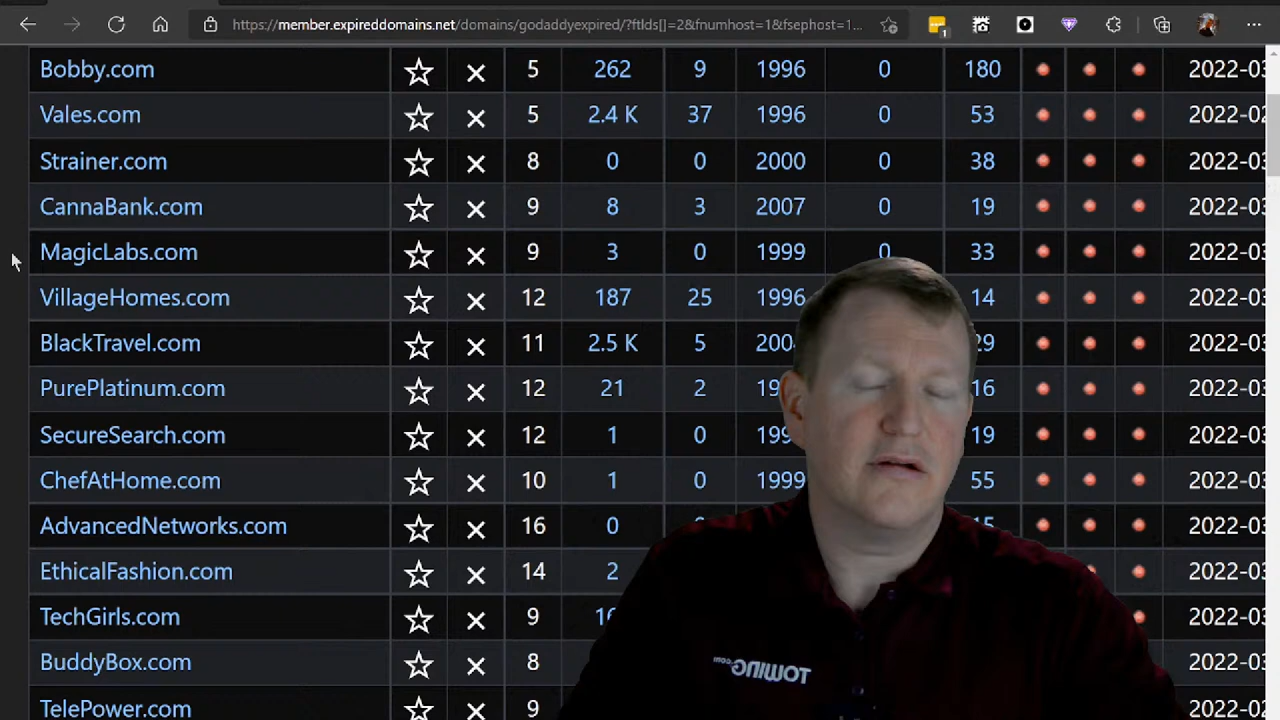 https://member.expireddomains.net/domains/godaddyexpired/?ftlds[]=2&fnumhost=1&fsephost=1... 1
Bobby.com 5 262 9 1996 0 180 2022-03
Vales.com 5 2.4 K 37 1996 0 53 2022-02
Strainer.com 8 0 0 2000 0 38 2022-03
CannaBank.com 9 8 3 2007 0 19 2022-03
MagicLabs.com 9 3 0 1999 0 33 2022-03
VillageHomes.com 12 187 25 1996 14 2022-03
BlackTravel.com 11 2.5 K 5 29 2022-03
PurePlatinum.com 12 21 2 16 2022-03
SecureSearch.com 12 1 0 19 2022-03
ChefAtHome.com 10 1 0 1999 55 2022-03
AdvancedNetworks.com 16 0 2022-03
EthicalFashion.com 14 2 2022-03
TechGirls.com 9 2022-03
BuddyBox.com 8 2022-03
TOWING.com
TelePower.com 9 2022-02